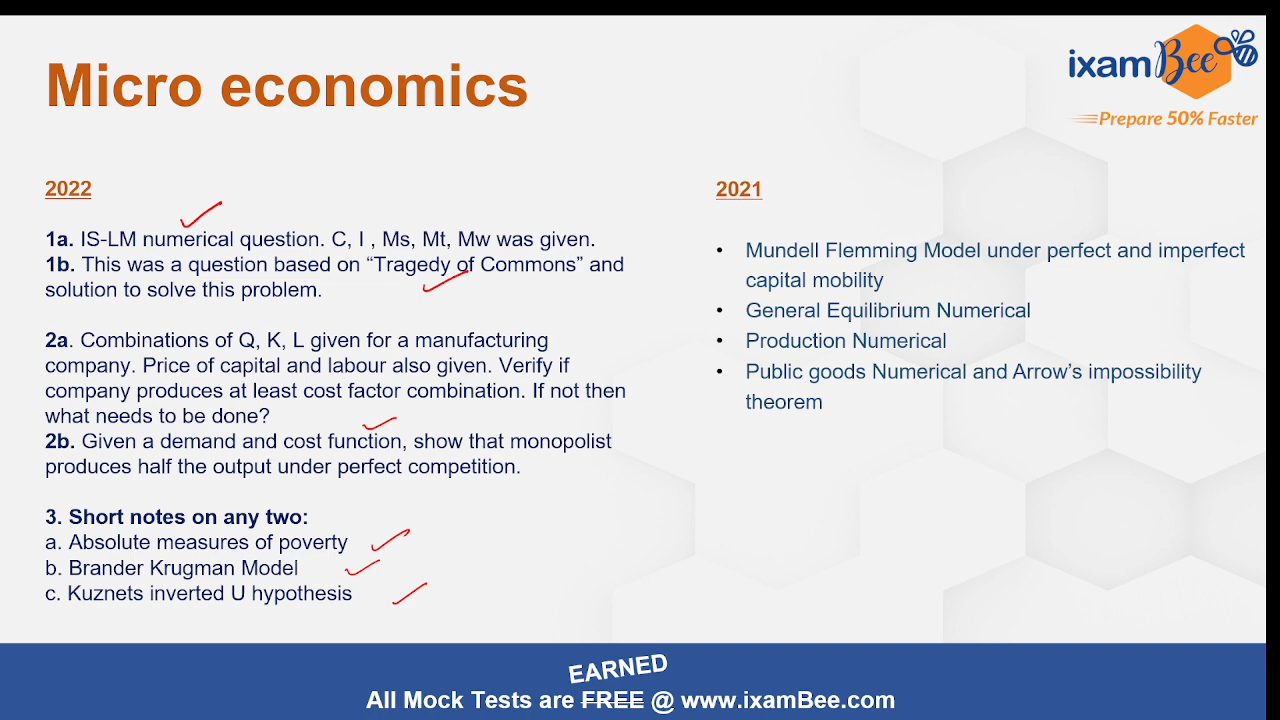 Micro economics
ixamBee
Prepare 50% Faster
2022
1a. IS-LM numerical question. C, I , Ms, Mt, Mw was given.
1b. This was a question based on “Tragedy of Commons” and
solution to solve this problem.
2a. Combinations of Q, K, L given for a manufacturing
company. Price of capital and labour also given. Verify if
company produces at least cost factor combination. If not then
what needs to be done?
2b. Given a demand and cost function, show that monopolist
produces half the output under perfect competition.
3. Short notes on any two:
a. Absolute measures of poverty
b. Brander Krugman Model
c. Kuznets inverted U hypothesis
2021
• Mundell Flemming Model under perfect and imperfect
capital mobility
• General Equilibrium Numerical
• Production Numerical
• Public goods Numerical and Arrow’s impossibility
theorem
EARNED
All Mock Tests are FREE @ www.ixamBee.com